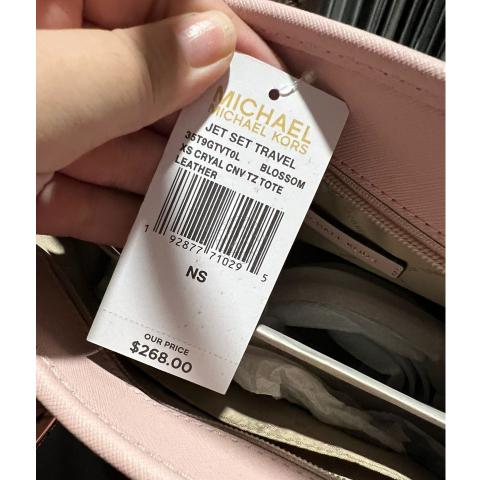 MICHAEL
MICHAEL KORS
JET SET TRAVEL
35T9GTVT0L BLOSSOM
XS CRYAL CNV TZ TOTE
LEATHER
1 92877 71029 5
NS
OUR PRICE
$268.00